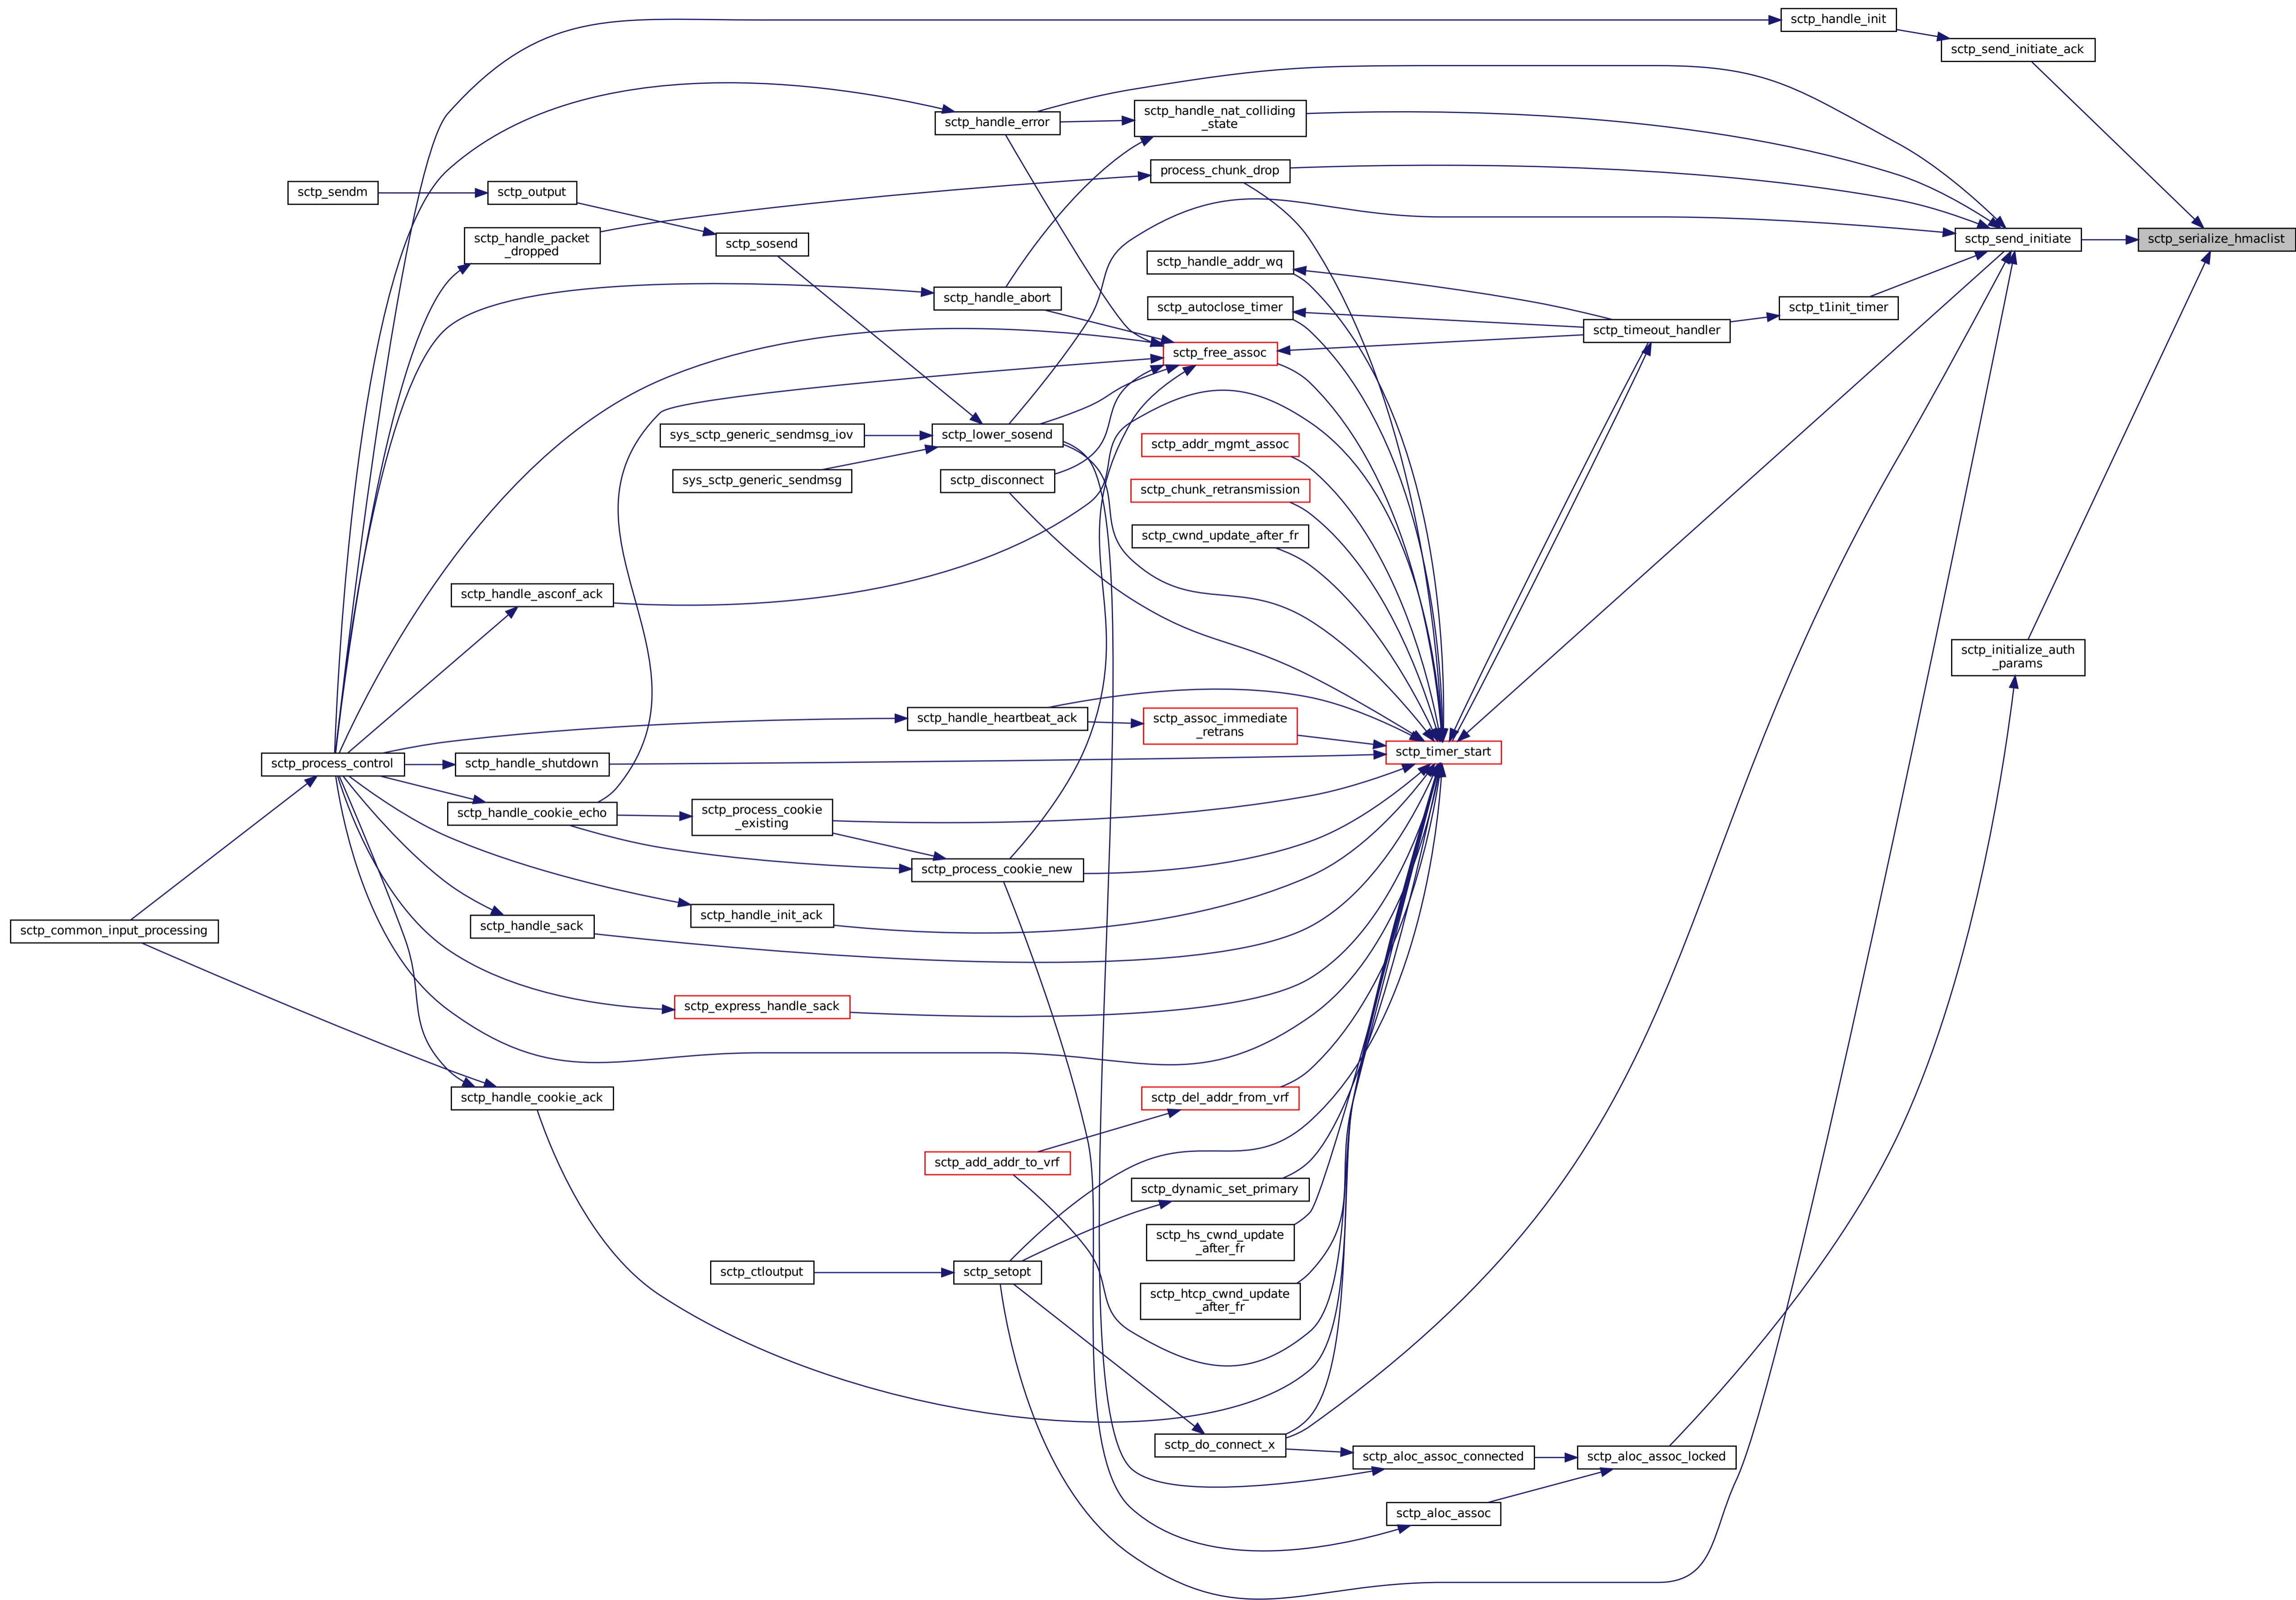 sctp_handle_init
sctp_send_initiate_ack
sctp_handle_error
sctp_handle_nat_colliding
_state
process_chunk_drop
sctp_sendm
sctp_output
sctp_handle_packet
_dropped
sctp_sosend
sctp_send_initiate
sctp_serialize_hmaclist
sctp_handle_addr_wq
sctp_handle_abort
sctp_autoclose_timer
sctp_t1init_timer
sctp_timeout_handler
sctp_free_assoc
sys_sctp_generic_sendmsg_iov
sctp_lower_sosend
sctp_addr_mgmt_assoc
sys_sctp_generic_sendmsg
sctp_disconnect
sctp_chunk_retransmission
sctp_cwnd_update_after_fr
sctp_handle_asconf_ack
sctp_initialize_auth
_params
sctp_handle_heartbeat_ack
sctp_assoc_immediate
_retrans
sctp_timer_start
sctp_process_control
sctp_handle_shutdown
sctp_handle_cookie_echo
sctp_process_cookie
_existing
sctp_process_cookie_new
sctp_common_input_processing
sctp_handle_sack
sctp_handle_init_ack
sctp_express_handle_sack
sctp_handle_cookie_ack
sctp_del_addr_from_vrf
sctp_add_addr_to_vrf
sctp_dynamic_set_primary
sctp_hs_cwnd_update
_after_fr
sctp_ctloutput
sctp_setopt
sctp_htcp_cwnd_update
_after_fr
sctp_do_connect_x
sctp_aloc_assoc_connected
sctp_aloc_assoc_locked
sctp_aloc_assoc